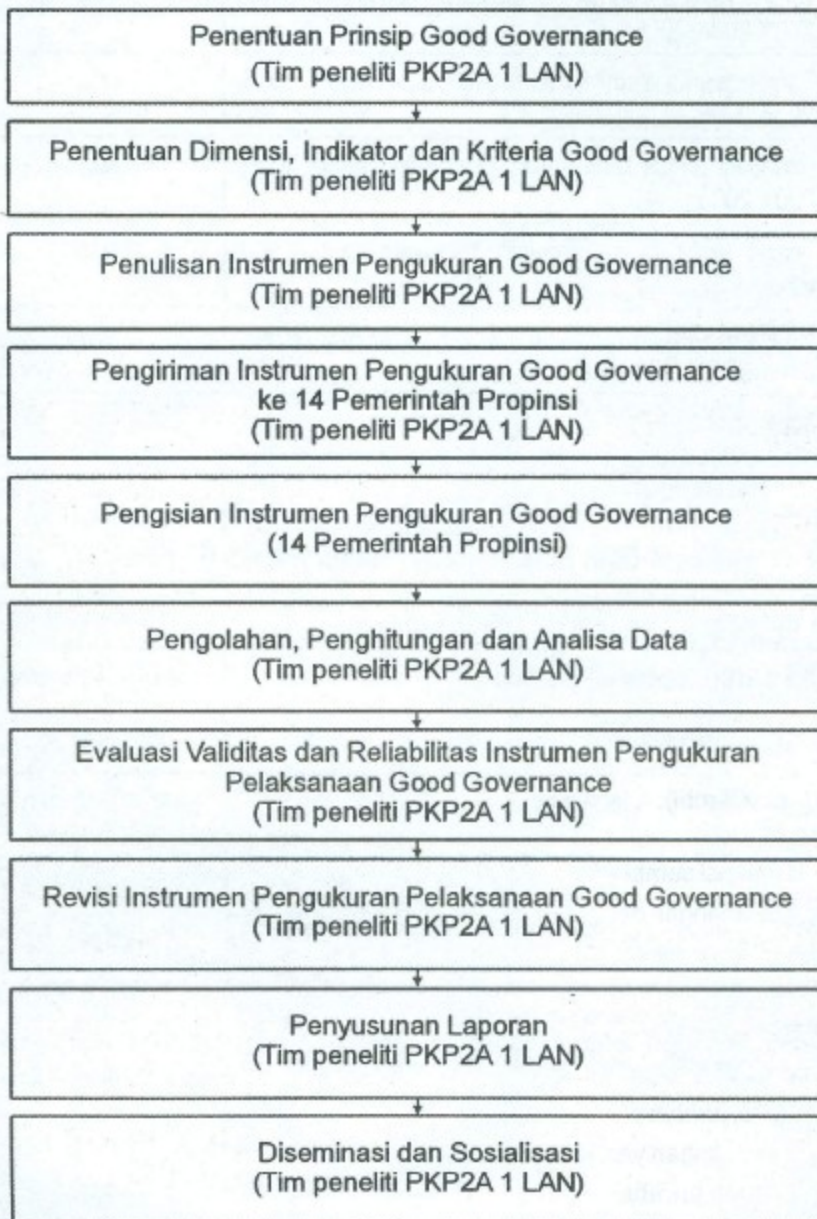 Penentuan Prinsip Good Governance
(Tim peneliti PKP2A 1 LAN)
Penentuan Dimensi, Indikator dan Kriteria Good Governance
(Tim peneliti PKP2A 1 LAN)
Penulisan Instrumen Pengukuran Good Governance
(Tim peneliti PKP2A 1 LAN)
Pengiriman Instrumen Pengukuran Good Governance
ke 14 Pemerintah Propinsi
(Tim peneliti PKP2A 1 LAN)
Pengisian Instrumen Pengukuran Good Governance
(14 Pemerintah Propinsi)
Pengolahan, Penghitungan dan Analisa Data
(Tim peneliti PKP2A 1 LAN)
Evaluasi Validitas dan Reliabilitas Instrumen Pengukuran
Pelaksanaan Good Governance
(Tim peneliti PKP2A 1 LAN)
Revisi Instrumen Pengukuran Pelaksanaan Good Governance
(Tim peneliti PKP2A 1 LAN)
Penyusunan Laporan
(Tim peneliti PKP2A 1 LAN)
Diseminasi dan Sosialisasi
(Tim peneliti PKP2A 1 LAN)